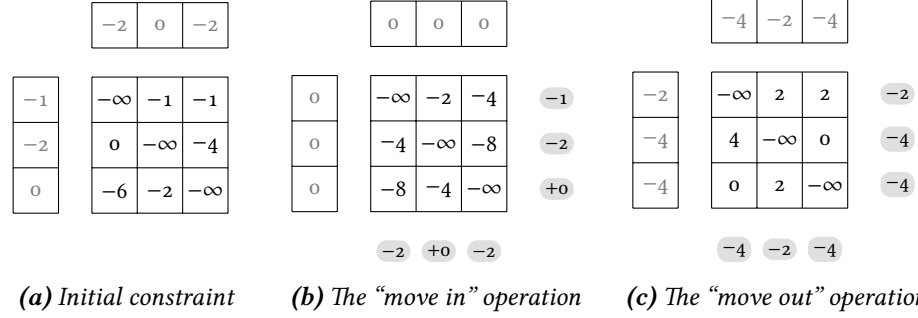 −2 0 −2 0 0 0 −4 −2 −4
−1 −∞ −1 −1 0 −∞ −2 −4 −1 −2 −∞ 2 2 −2
−2 0 −∞ −4 0 −4 −∞ −8 −2 −4 4 −∞ 0 −4
0 −6 −2 −∞ 0 −8 −4 −∞ +0 −4 0 2 −∞ −4
−2 +0 −2 −4 −2 −4
(a) Initial constraint (b) The “move in” operation (c) The “move out” operation